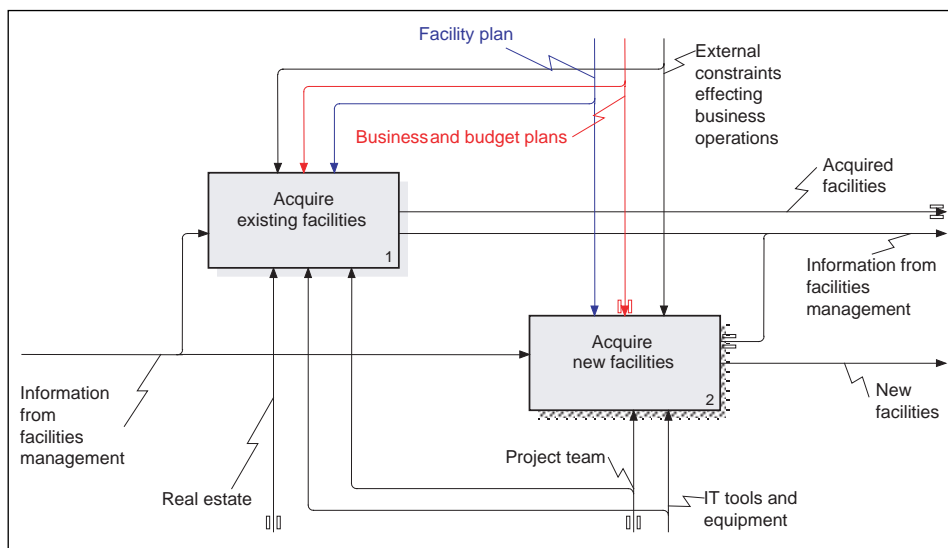 Facility plan
External
constraints
effecting
business
operations
Business and budget plans
Acquired
facilities
Acquire
existing facilities
1
Information from
facilities
management
Acquire
new facilities
2
Information
from
facilities
management
New
facilities
Project team
Real estate
IT tools and
equipment